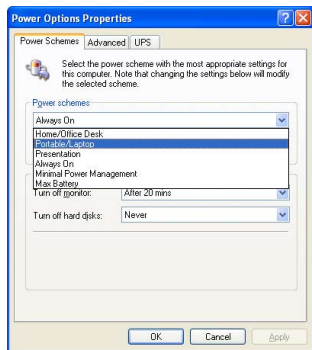 Power Options Properties
Power Schemes Advanced UPS
Select the power scheme with the most appropriate settings for
this computer. Note that changing the settings below will modify
the selected scheme.
Power schemes
Always On
Home/Office Desk
Portable/Laptop
Presentation
Always On
Minimal Power Management
Max Battery
Turn off monitor: After 20 mins
Turn off hard disks: Never
OK Cancel Apply